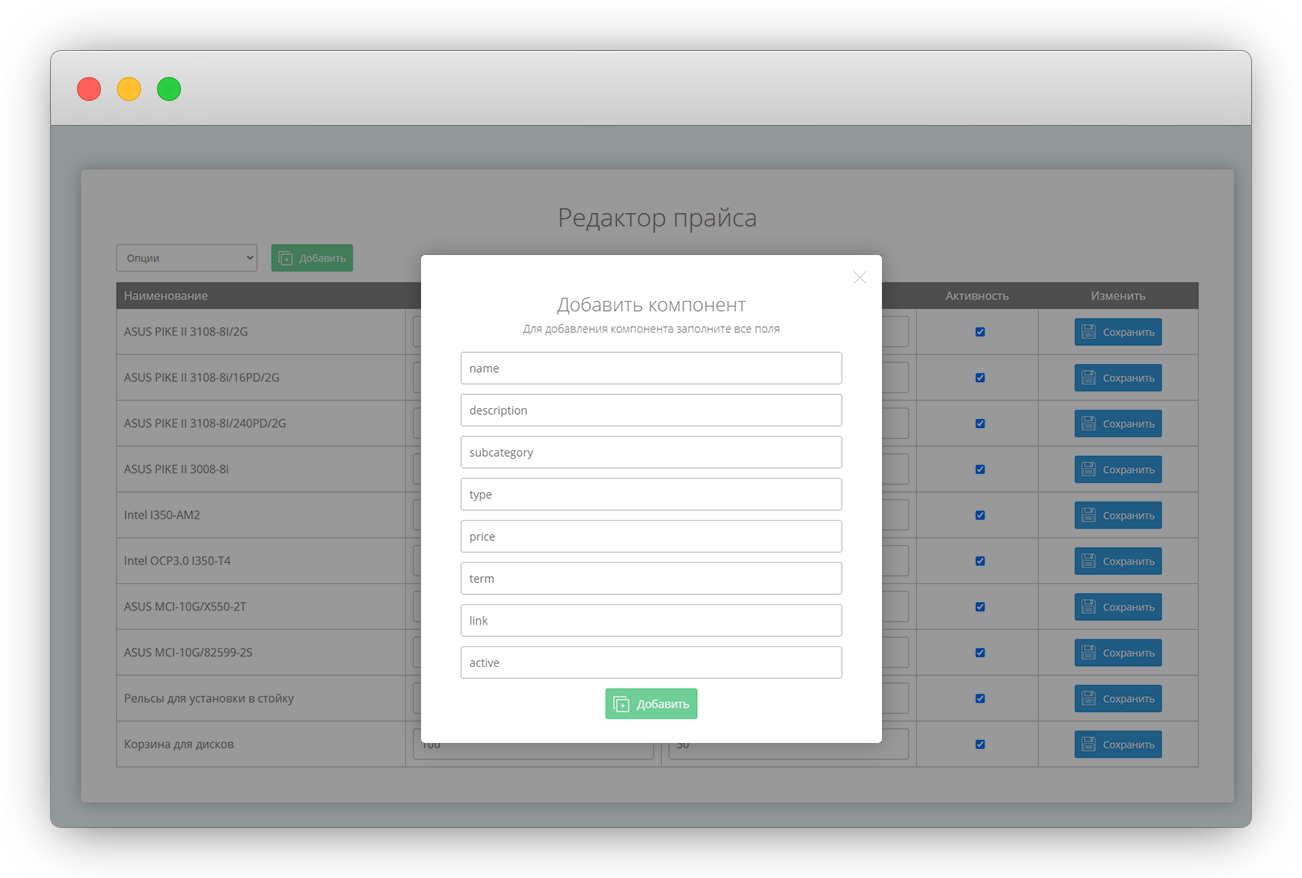 Редактор прайса
Опции
Добавить
Наименование
Активность
Изменить
ASUS PIKE II 3108-8I/2G
Сохранить
ASUS PIKE II 3108-8i/16PD/2G
Сохранить
ASUS PIKE II 3108-8I/240PD/2G
Сохранить
ASUS PIKE II 3008-8i
Сохранить
Intel I350-AM2
Сохранить
Intel OCP3.0 I350-T4
Сохранить
ASUS MCI-10G/X550-2T
Сохранить
ASUS MCI-10G/82599-2S
Сохранить
Рельсы для установки в стойку
Сохранить
Корзина для дисков
100
30
Сохранить
Добавить компонент
Для добавления компонента заполните все поля
name
description
subcategory
type
price
term
link
active
Добавить